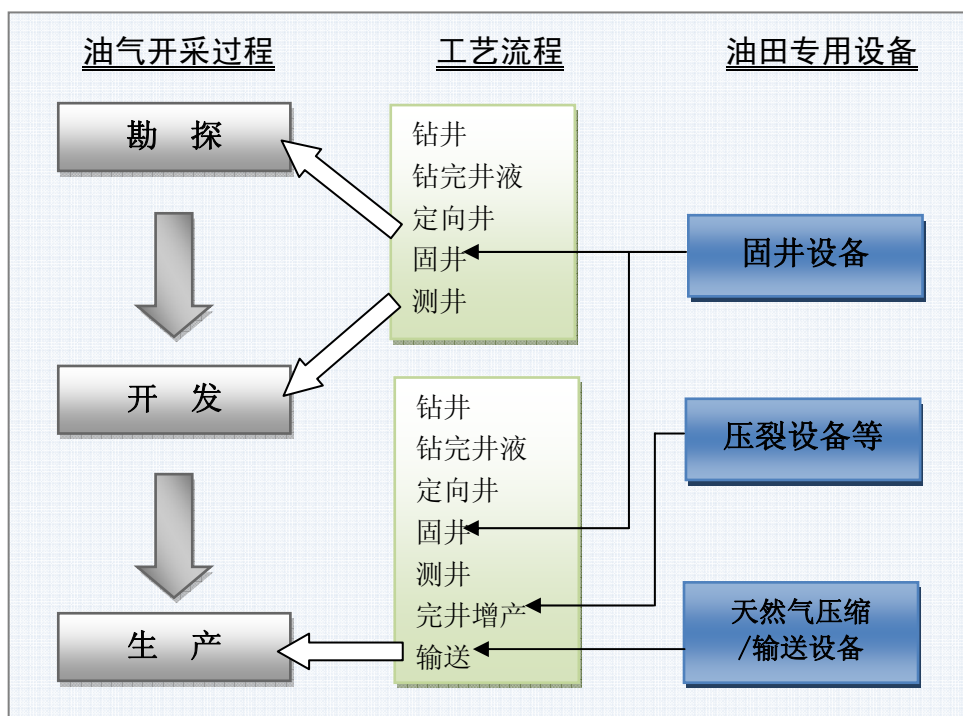 油气开采过程
工艺流程
油田专用设备
勘 探
开 发
生 产
钻井
钻完井液
定向井
固井
测井
钻井
钻完井液
定向井
固井
测井
完井增产
输送
固井设备
压裂设备等
天然气压缩
/输送设备